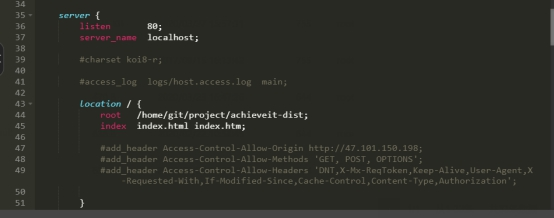 34
35 server {
36 listen 80;
37 server_name localhost;
38
39 #charset koi8-r;
40
41 #access_log logs/host.access.log main;
42
43 location / {
44 root /home/git/project/achieveit-dist;
45 index index.html index.htm;
46
47 #add_header Access-Control-Allow-Origin http://47.101.150.198;
48 #add_header Access-Control-Allow-Methods 'GET, POST, OPTIONS';
49 #add_header Access-Control-Allow-Headers 'DNT,X-Mx-ReqToken,Keep-Alive,User-Agent,X
-Requested-With,If-Modified-Since,Cache-Control,Content-Type,Authorization';
50
51 }